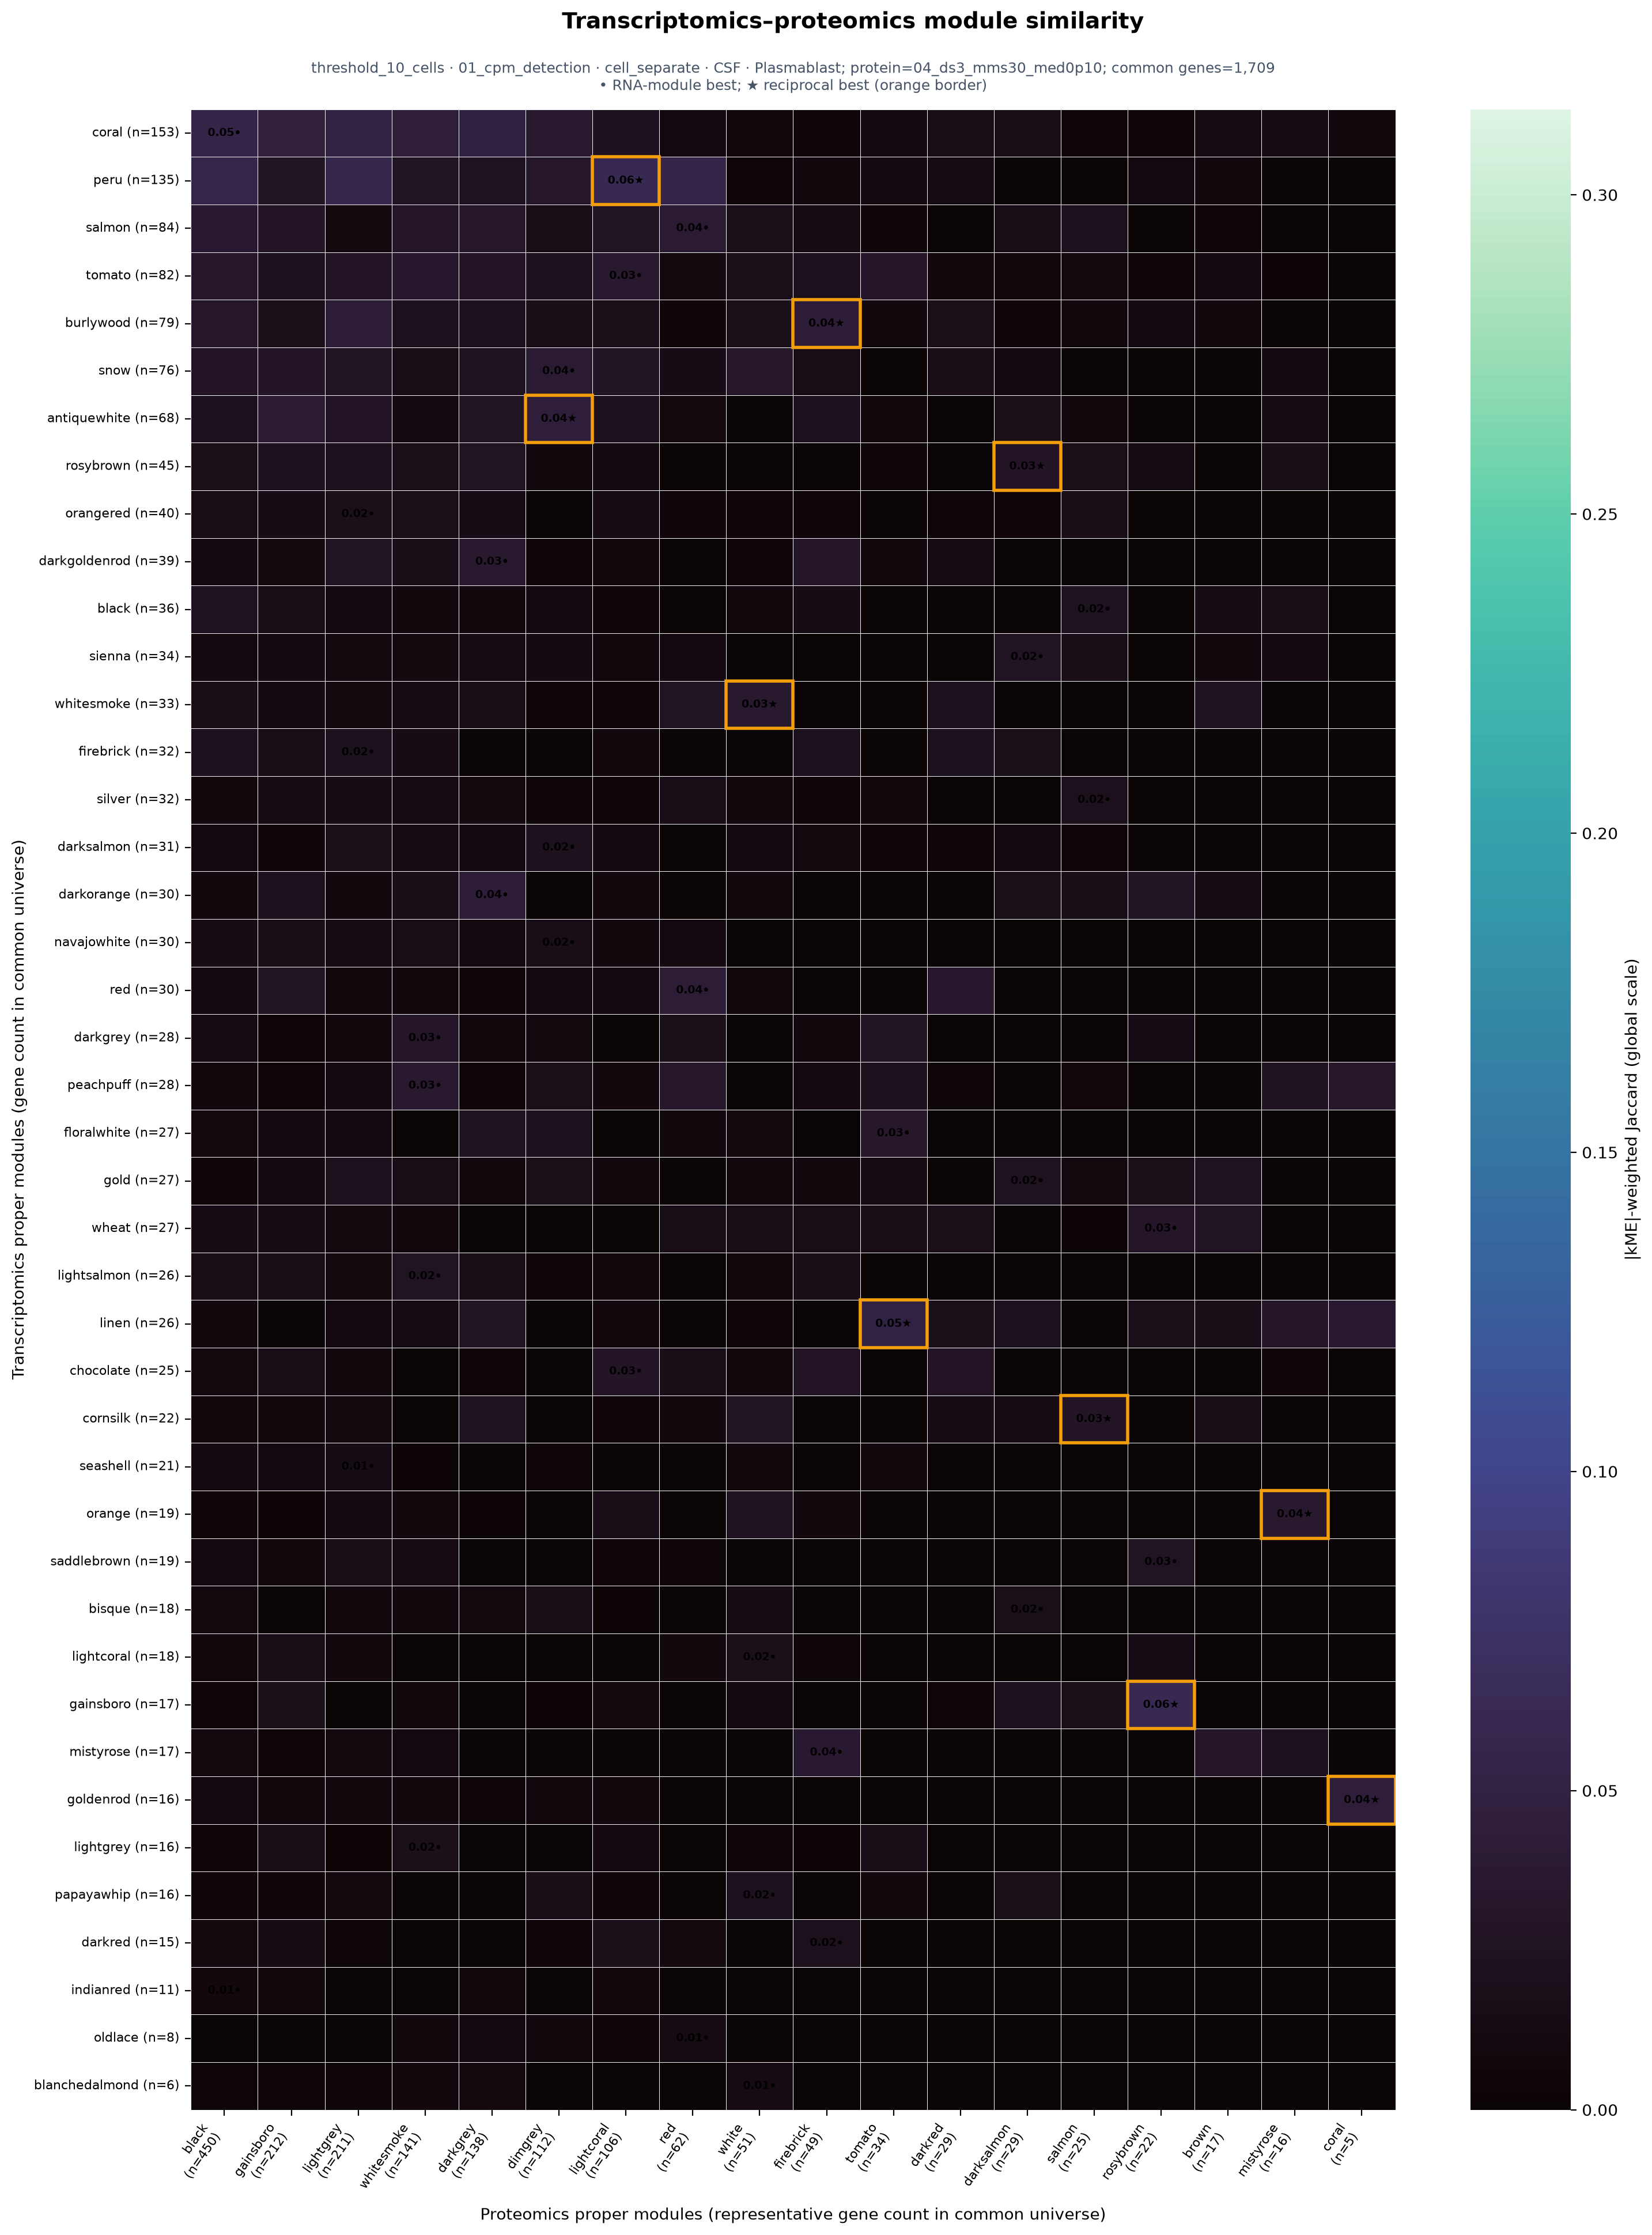 Transcriptomics–proteomics module similarity
threshold_10_cells · 01_cpm_detection · cell_separate · CSF · Plasmablast; protein=04_ds3_mms30_med0p10; common genes=1,709
• RNA-module best; ★ reciprocal best (orange border)
Transcriptomics proper modules (gene count in common universe)
coral (n=153) 0.05•
peru (n=135) 0.06★
salmon (n=84) 0.04•
tomato (n=82) 0.03•
burlywood (n=79) 0.04★
snow (n=76) 0.04•
antiquewhite (n=68) 0.04★
rosybrown (n=45) 0.03★
orangered (n=40) 0.02•
darkgoldenrod (n=39) 0.03•
black (n=36) 0.02•
sienna (n=34) 0.02•
whitesmoke (n=33) 0.03★
firebrick (n=32) 0.02•
silver (n=32) 0.02•
darksalmon (n=31) 0.02•
darkorange (n=30) 0.04•
navajowhite (n=30) 0.02•
red (n=30) 0.04•
darkgrey (n=28) 0.03•
peachpuff (n=28) 0.03•
floralwhite (n=27) 0.03•
gold (n=27) 0.02•
wheat (n=27) 0.03•
lightsalmon (n=26) 0.02•
linen (n=26) 0.05★
chocolate (n=25) 0.03•
cornsilk (n=22) 0.03★
seashell (n=21) 0.01•
orange (n=19) 0.04★
saddlebrown (n=19) 0.03•
bisque (n=18) 0.02•
lightcoral (n=18) 0.02•
gainsboro (n=17) 0.06★
mistyrose (n=17) 0.04•
goldenrod (n=16) 0.04★
lightgrey (n=16) 0.02•
papayawhip (n=16) 0.02•
darkred (n=15) 0.02•
indianred (n=11) 0.01•
oldlace (n=8) 0.01•
blanchedalmond (n=6) 0.01•
black
(n=450)
gainsboro
(n=212)
lightgrey
(n=211)
whitesmoke
(n=141)
darkgrey
(n=138)
dimgrey
(n=112)
lightcoral
(n=106)
red
(n=62)
white
(n=51)
firebrick
(n=49)
tomato
(n=34)
darkred
(n=29)
darksalmon
(n=29)
salmon
(n=25)
rosybrown
(n=22)
brown
(n=17)
mistyrose
(n=16)
coral
(n=5)
Proteomics proper modules (representative gene count in common universe)
0.30
0.25
0.20
0.15
0.10
0.05
0.00
|kME|-weighted Jaccard (global scale)